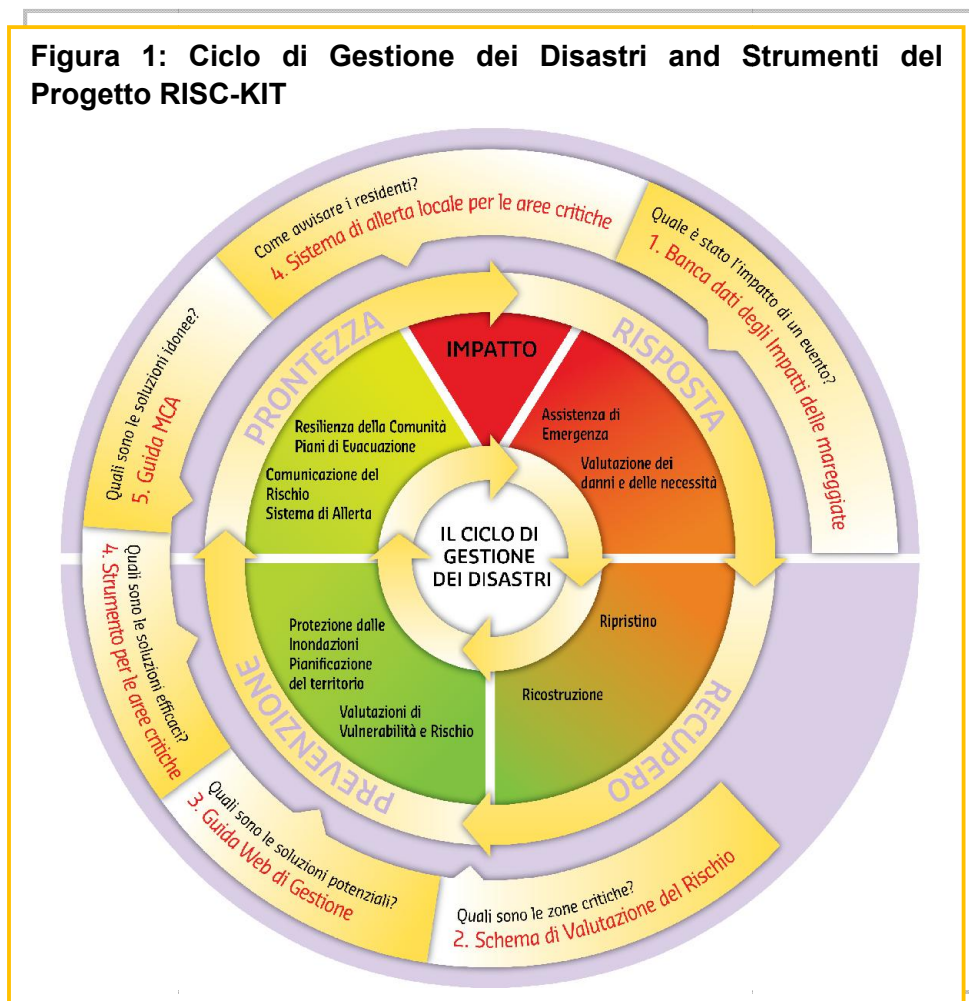 Figura 1: Ciclo di Gestione dei Disastri and Strumenti del
Progetto RISC-KIT
Come avvisare i residenti?
4. Sistema di allerta locale per le aree critiche
Quale è stato l'impatto di un evento?
1. Banca dati degli Impatti delle mareggiate
Quali sono le soluzioni idonee?
5. Guida MCA
PRONTEZZA
IMPATTO
RISPOSTA
Resilienza della Comunità
Piani di Evacuazione
Comunicazione del
Rischio
Sistema di Allerta
Assistenza di
Emergenza
Valutazione dei
danni e delle necessità
IL CICLO DI
GESTIONE
DEI DISASTRI
Quali sono le soluzioni efficaci?
4. Strumento per le aree critiche
Protezione dalle
Inondazioni
Pianificazione
del territorio
Valutazioni di
Vulnerabilità e Rischio
Ripristino
Ricostruzione
PREVENZIONE
RECUPERO
Quali sono le soluzioni potenziali?
3. Guida Web di Gestione
Quali sono le zone critiche?
2. Schema di Valutazione del Rischio